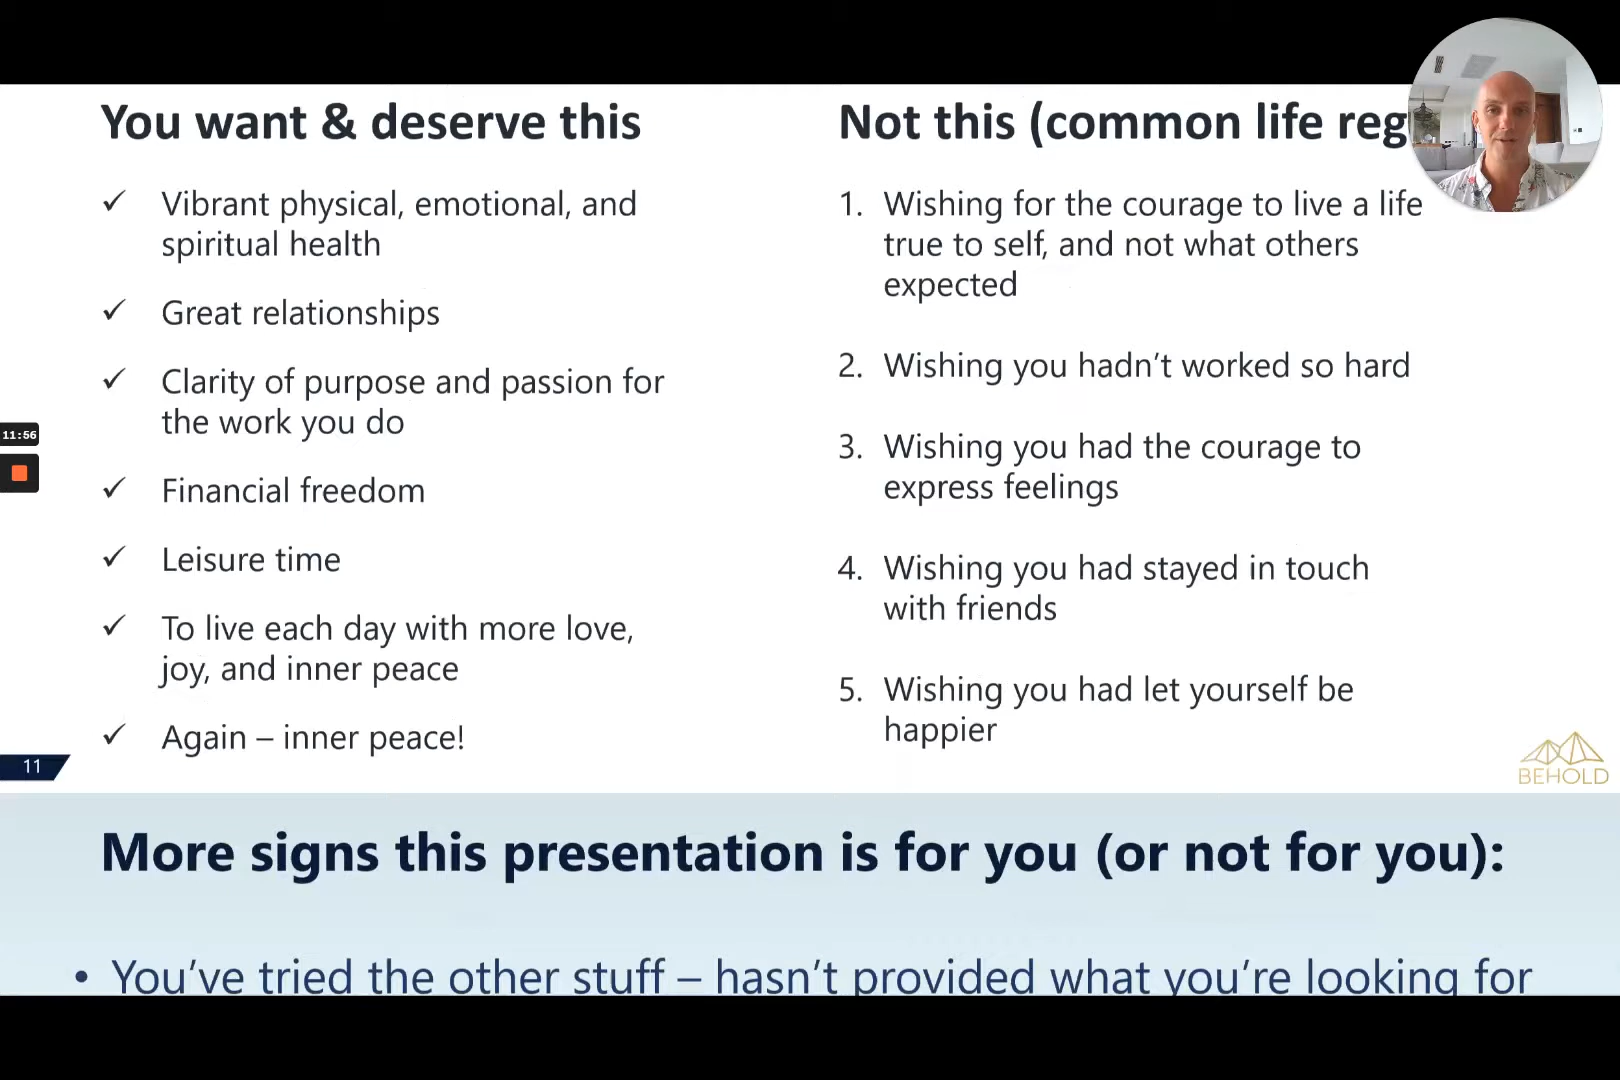 You want & deserve this
✓ Vibrant physical, emotional, and
spiritual health
✓ Great relationships
✓ Clarity of purpose and passion for
the work you do
✓ Financial freedom
✓ Leisure time
✓ To live each day with more love,
joy, and inner peace
✓ Again – inner peace!
Not this (common life reg
1. Wishing for the courage to live a life
true to self, and not what others
expected
2. Wishing you hadn’t worked so hard
3. Wishing you had the courage to
express feelings
4. Wishing you had stayed in touch
with friends
5. Wishing you had let yourself be
happier
11:56
11
BEHOLD
More signs this presentation is for you (or not for you):
• You’ve tried the other stuff – hasn’t provided what you’re looking for